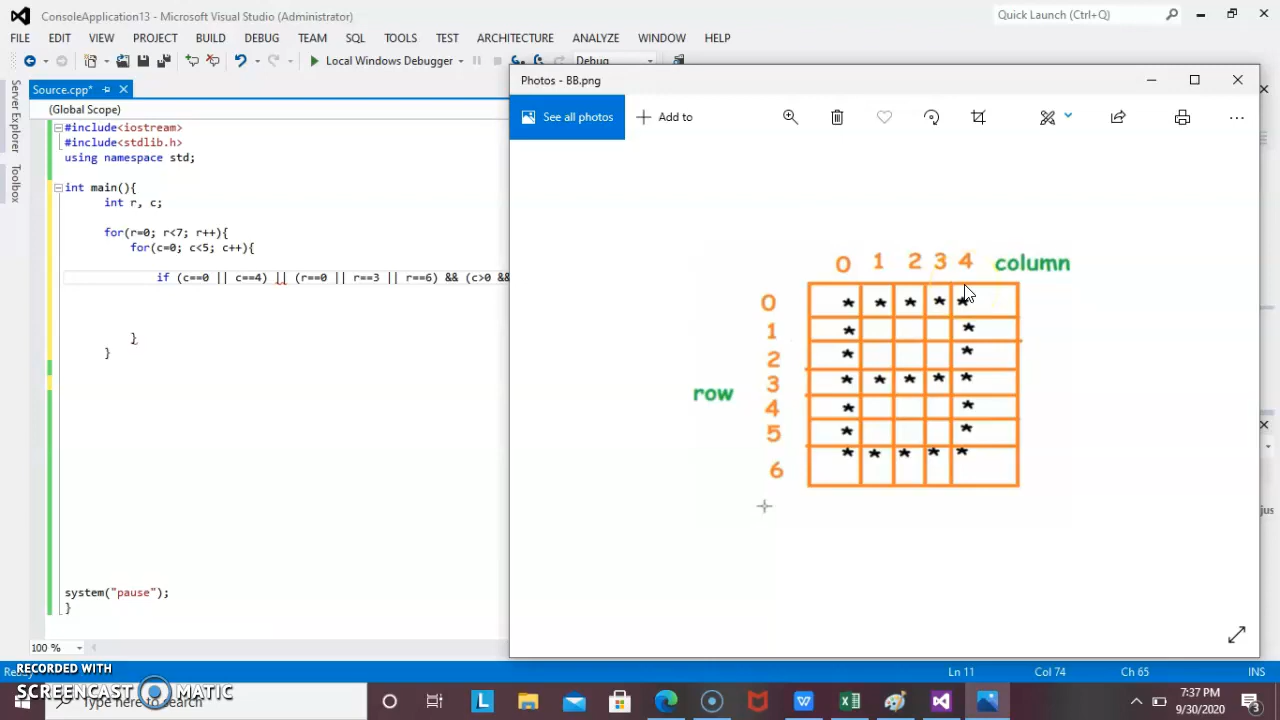 ConsoleApplication13 - Microsoft Visual Studio (Administrator)
Quick Launch (Ctrl+Q)
FILE EDIT VIEW PROJECT BUILD DEBUG TEAM SQL TOOLS TEST ARCHITECTURE ANALYZE WINDOW HELP
Local Windows Debugger Debug
Source.cpp*
Photos - BB.png
(Global Scope)
See all photos
Add to
Server Explorer
Toolbox
#include<iostream>
#include<stdlib.h>
using namespace std;
int main(){
int r, c;
for(r=0; r<7; r++){
for(c=0; c<5; c++){
if (c==0 || c==4) || (r==0 || r==3 || r==6) && (c>0 &&
}
}
system("pause");
}
0 1 2 3 4 column
0 * * * * *
1 * *
2 * *
3 * * * * *
row
4 * *
5 * *
6 * * * * *
100 %
RECORDED WITH
SCREENCAST MATIC
Ln 11 Col 74 Ch 65 INS
Type here to search
7:37 PM
9/30/2020
3